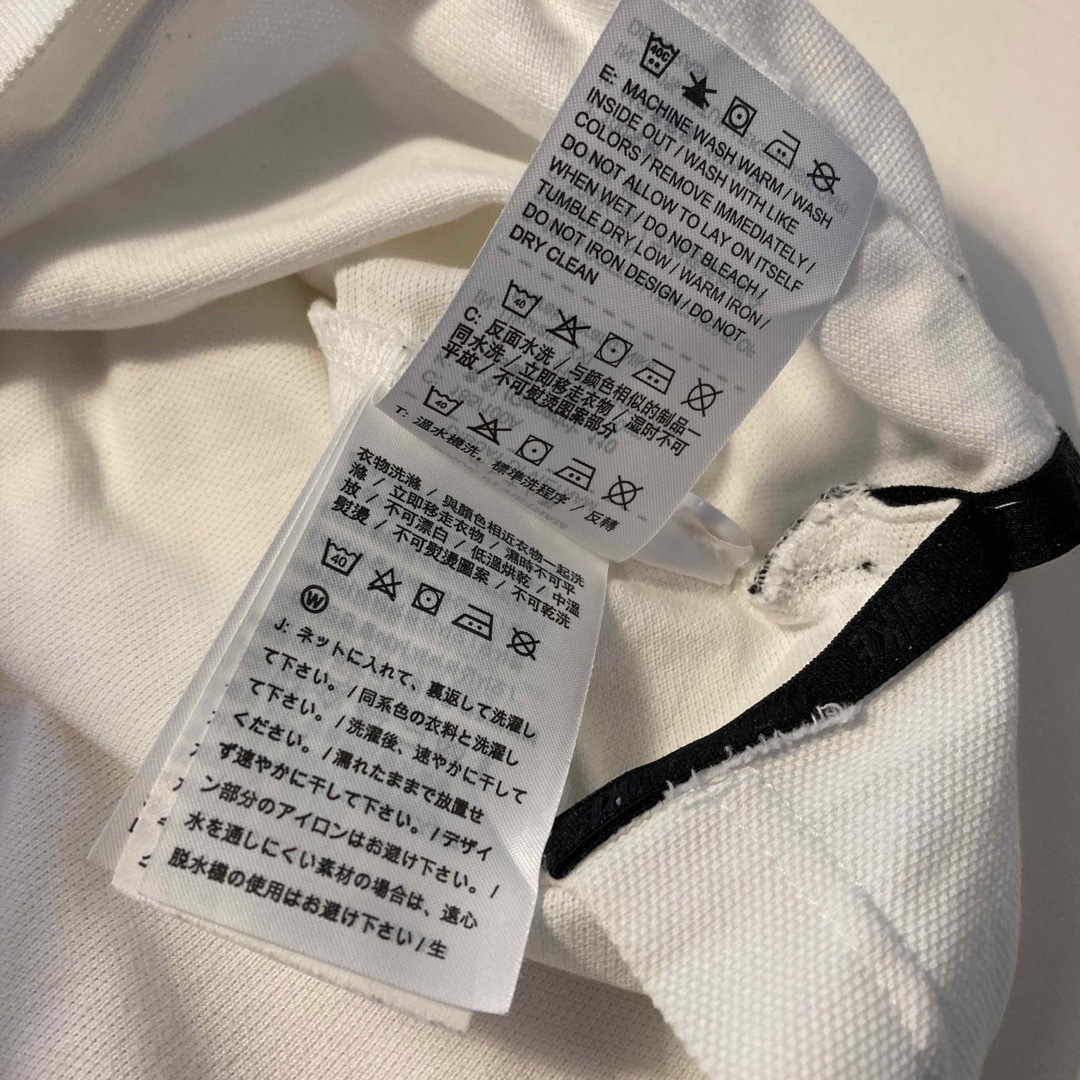 40C
E: MACHINE WASH WARM / WASH
INSIDE OUT / WASH WITH LIKE
COLORS / REMOVE IMMEDIATELY /
DO NOT ALLOW TO LAY ON ITSELF
WHEN WET / DO NOT BLEACH /
TUMBLE DRY LOW / WARM IRON /
DO NOT IRON DESIGN / DO NOT
DRY CLEAN
40
C: 反面水洗 / 与颜色相似的制品一
同水洗 / 立即移走衣物 / 湿时不可
平放 / 不可熨烫图案部分
40
T: 溫水機洗, 標準洗程序 / 反轉
衣物洗滌 / 與顏色相近衣物一起洗
滌 / 立即移走衣物 / 濕時不可平
放 / 不可漂白 / 低溫烘乾 / 中溫
熨燙 / 不可熨燙圖案 / 不可乾洗
40
W
J: ネットに入れて、裏返して洗濯し
て下さい。/ 同系色の衣料と洗濯し
て下さい。/ 洗濯後、速やかに干して
ください。/ 濡れたままで放置せ
ず速やかに干して下さい。/ デザイ
ン部分のアイロンはお避け下さい。/
水を通しにくい素材の場合は、遠心
脱水機の使用はお避け下さい / 生